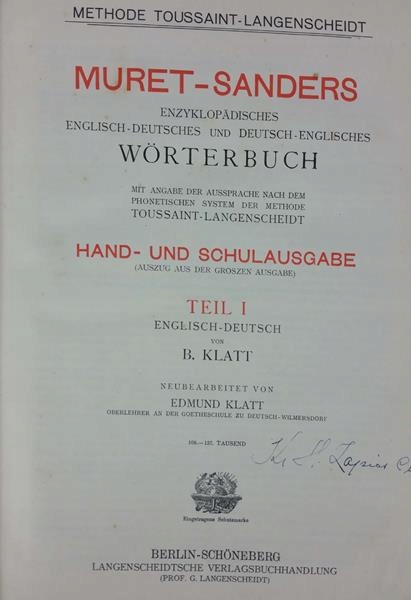 METHODE TOUSSAINT-LANGENSCHEIDT
MURET-SANDERS
ENZYKLOPÄDISCHES
ENGLISCH-DEUTSCHES UND DEUTSCH-ENGLISCHES
WÖRTERBUCH
MIT ANGABE DER AUSSPRACHE NACH DEM
PHONETISCHEN SYSTEM DER METHODE
TOUSSAINT-LANGENSCHEIDT
HAND- UND SCHULAUSGABE
(AUSZUG AUS DER GROSZEN AUSGABE)
TEIL I
ENGLISCH-DEUTSCH
VON
B. KLATT
NEUBEARBEITET VON
EDMUND KLATT
OBERLEHRER AN DER GOETHESCHULE ZU DEUTSCH-WILMERSDORF
TAUSEND
Eingetragene Schutzmarke
BERLIN-SCHÖNEBERG
LANGENSCHEIDTSCHE VERLAGSBUCHHANDLUNG
(PROF. G. LANGENSCHEIDT)